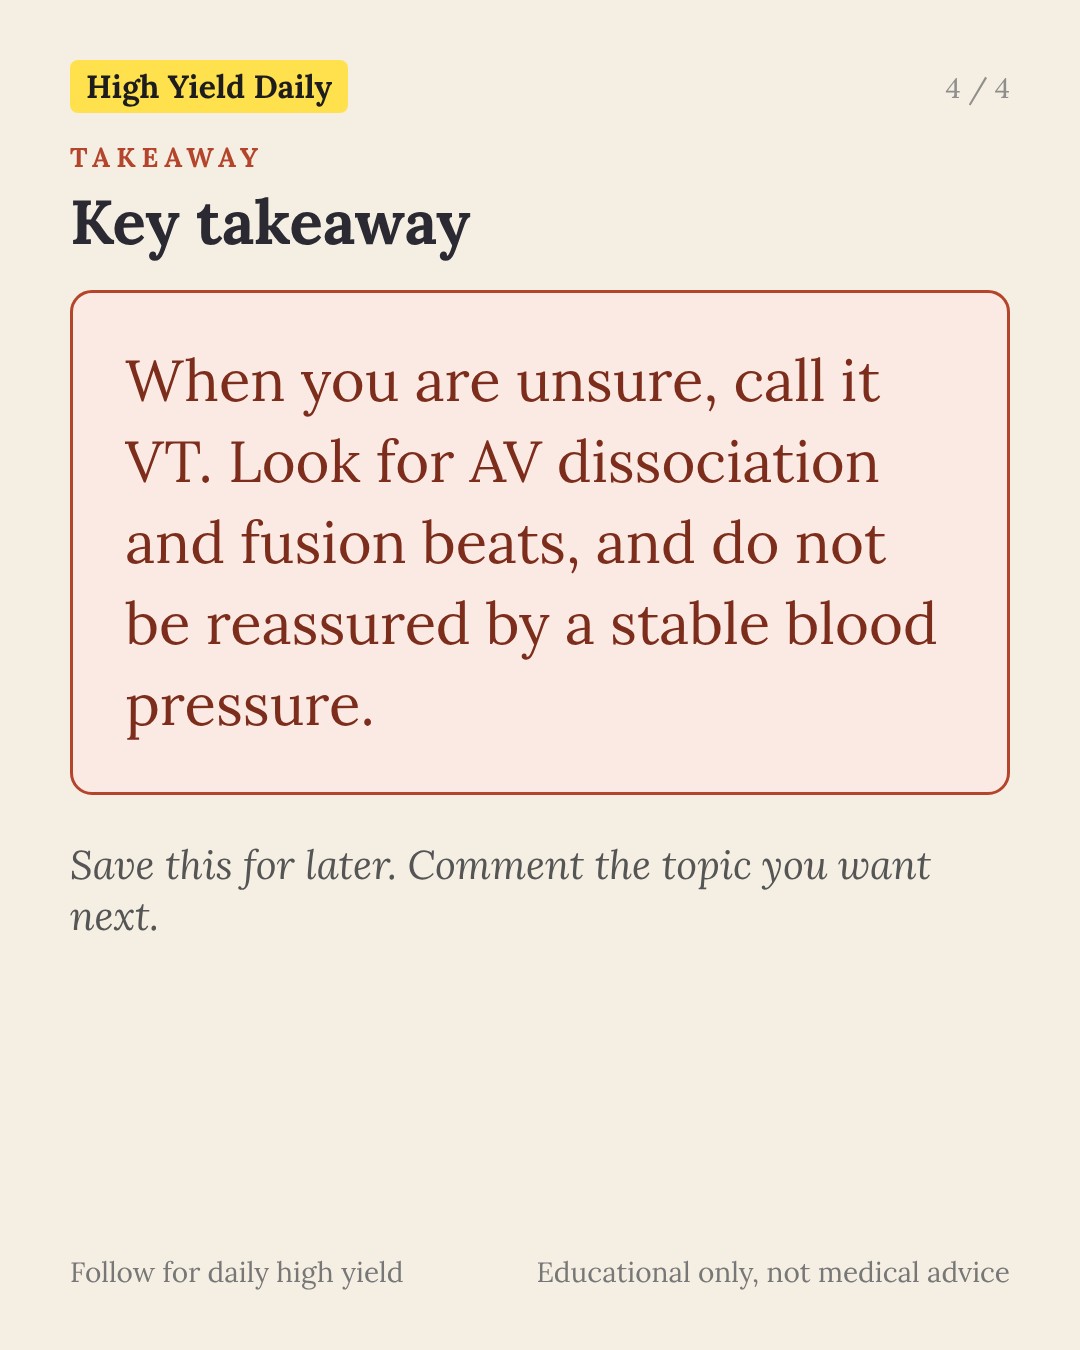 High Yield Daily
4 / 4
TAKEAWAY
Key takeaway
When you are unsure, call it
VT. Look for AV dissociation
and fusion beats, and do not
be reassured by a stable blood
pressure.
Save this for later. Comment the topic you want
next.
Follow for daily high yield
Educational only, not medical advice